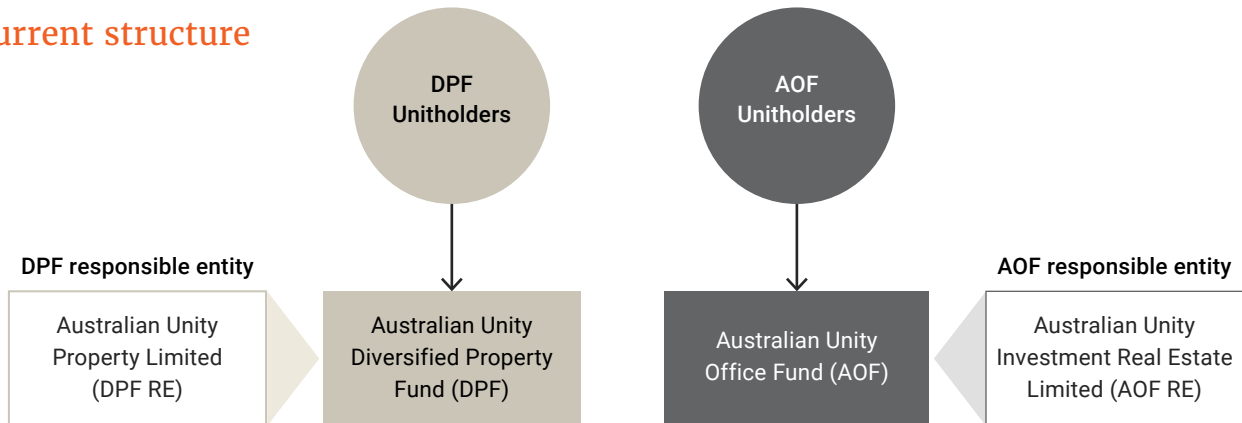 urrent structure
DPF
Unitholders
AOF
Unitholders
DPF responsible entity
AOF responsible entity
Australian Unity
Property Limited
(DPF RE)
Australian Unity
Diversified Property
Fund (DPF)
Australian Unity
Office Fund (AOF)
Australian Unity
Investment Real Estate
Limited (AOF RE)